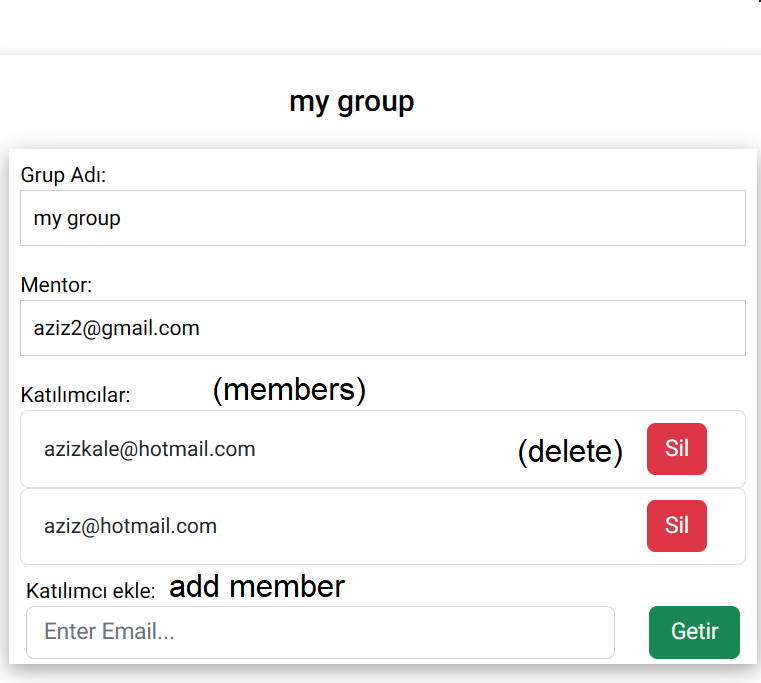 my group
Grup Adı:
my group
Mentor:
aziz2@gmail.com
Katılımcılar: (members)
azizkale@hotmail.com (delete) Sil
aziz@hotmail.com Sil
Katılımcı ekle: add member
Enter Email... Getir